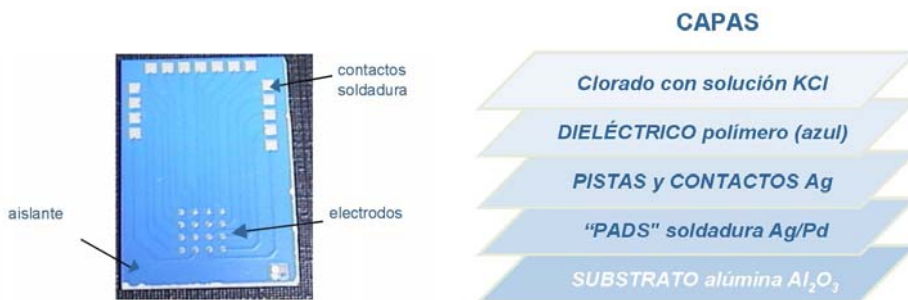 contactos
soldadura
aislante
electrodos
CAPAS
Clorado con solución KCl
DIELÉCTRICO polímero (azul)
PISTAS y CONTACTOS Ag
“PADS" soldadura Ag/Pd
SUBSTRATO alúmina Al₂O₃